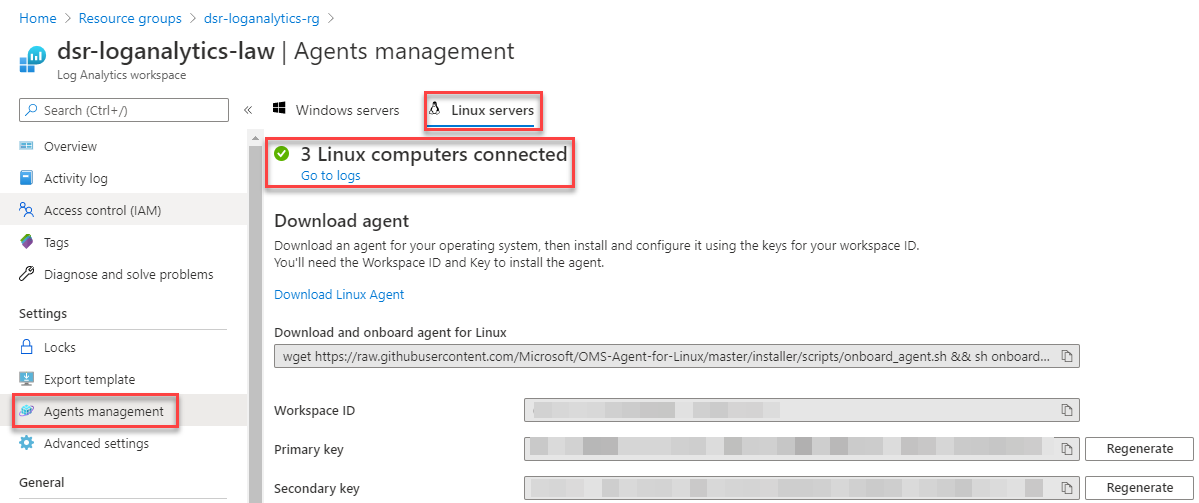 Home > Resource groups > dsr-loganalytics-rg >
dsr-loganalytics-law | Agents management
Log Analytics workspace
Search (Ctrl+/)
«
Windows servers
Linux servers
Overview
Activity log
Access control (IAM)
Tags
Diagnose and solve problems
Settings
Locks
Export template
Agents management
Advanced settings
General
3 Linux computers connected
Go to logs
Download agent
Download an agent for your operating system, then install and configure it using the keys for your workspace ID.
You'll need the Workspace ID and Key to install the agent.
Download Linux Agent
Download and onboard agent for Linux
wget https://raw.githubusercontent.com/Microsoft/OMS-Agent-for-Linux/master/installer/scripts/onboard_agent.sh && sh onboard...
Workspace ID
Primary key
Regenerate
Secondary key
Regenerate